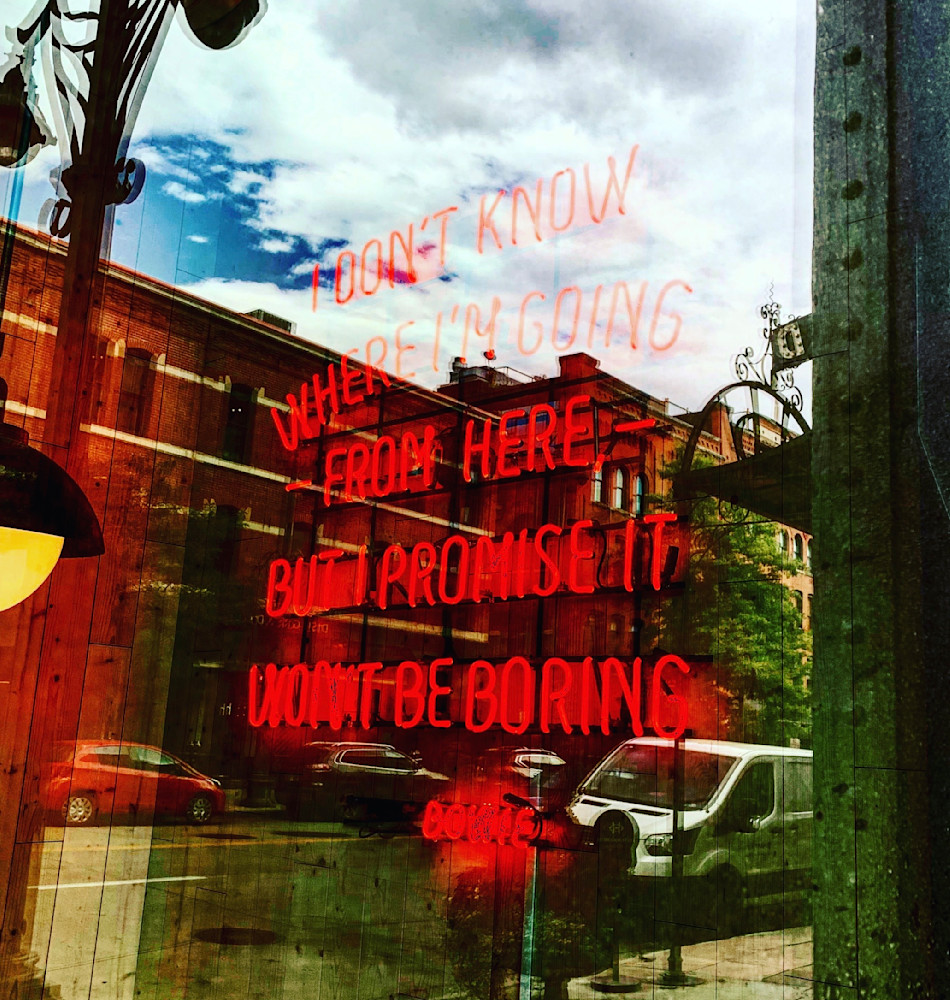 I DON'T KNOW
WHERE I'M GOING
- FROM HERE, -
BUT I PROMISE IT
WON'T BE BORING
BOWIE